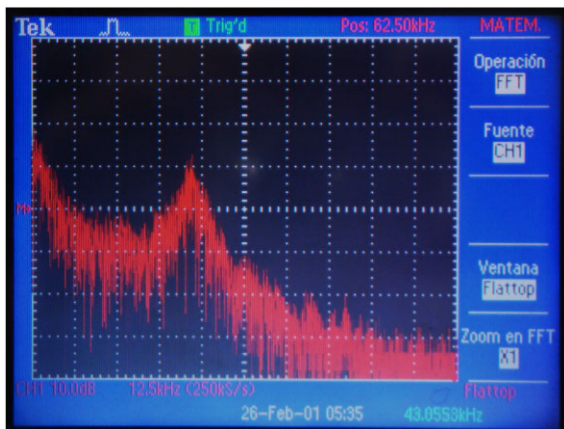 Tek T Trig'd Pos: 62.50kHz MATEM.
Operación
FFT
Fuente
CH1
M
Ventana
Flattop
Zoom en FFT
X1
CH1 10.0dB 12.5kHz (250kS/s) Flattop
26-Feb-01 05:35 43.0558kHz